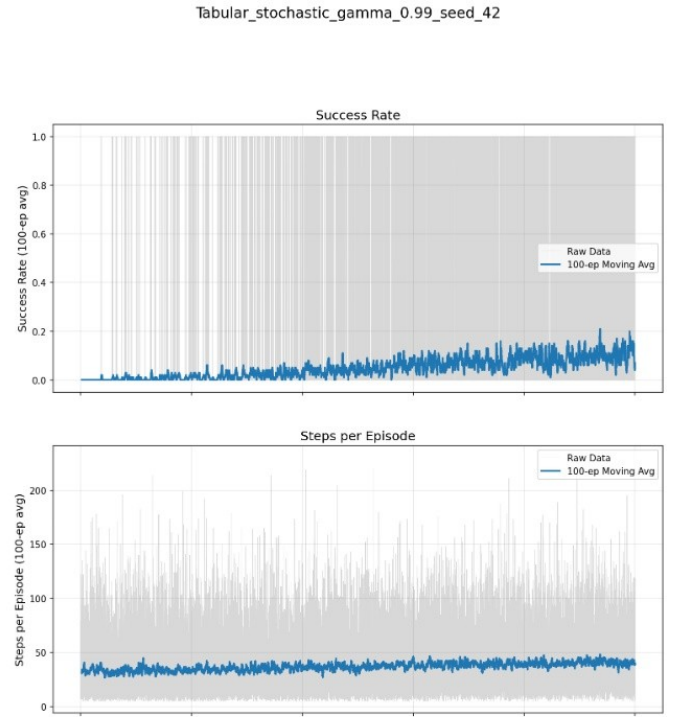 Tabular_stochastic_gamma_0.99_seed_42
Success Rate
1.0
0.8
0.6
0.4
0.2
0.0
Success Rate (100-ep avg)
Raw Data
100-ep Moving Avg
Steps per Episode
200
150
100
50
0
Steps per Episode (100-ep avg)
Raw Data
100-ep Moving Avg